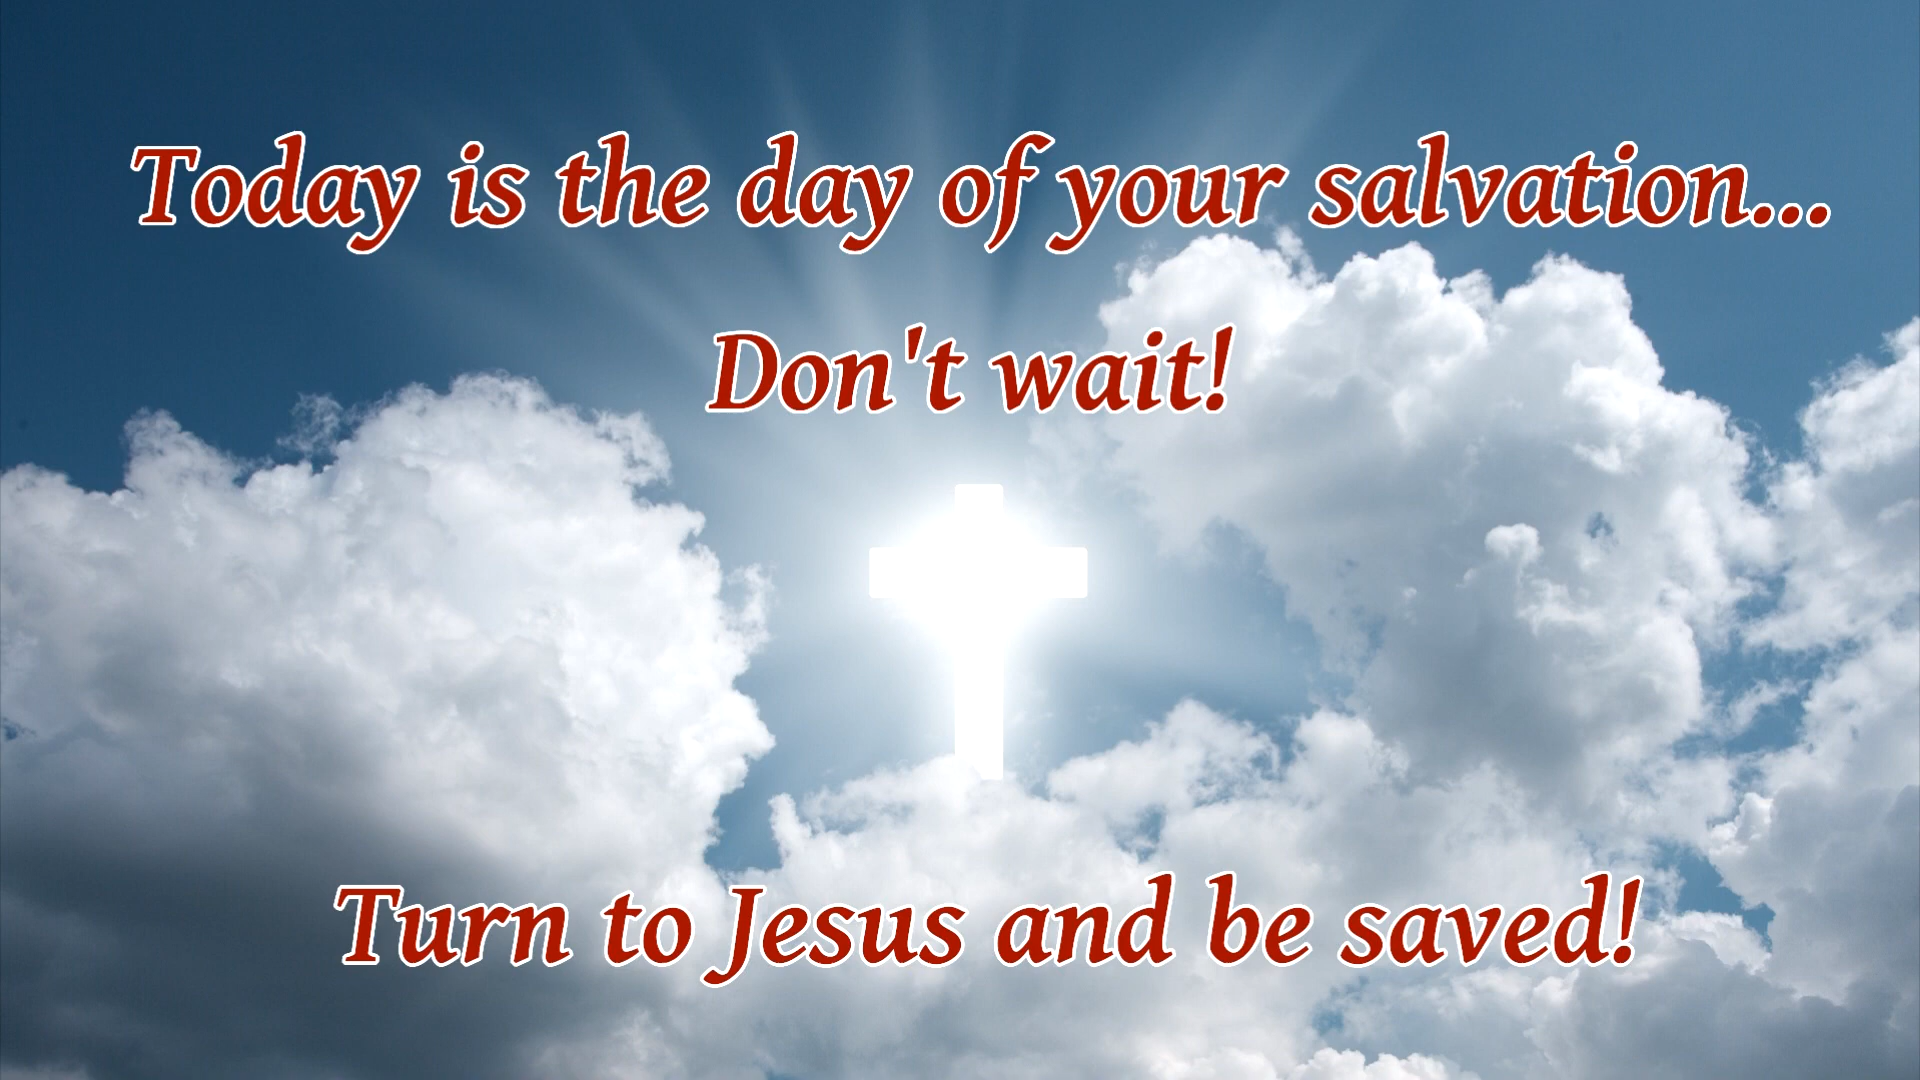 Today is the day of your salvation...
Don't wait!
Turn to Jesus and be saved!